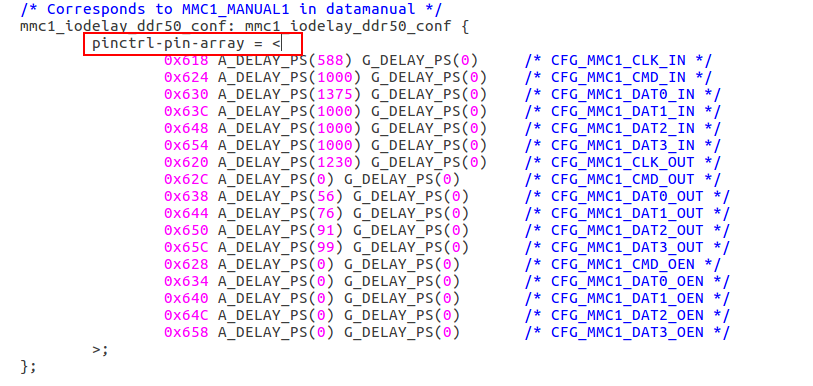 /* Corresponds to MMC1_MANUAL1 in datamanual */
mmc1_iodelay_ddr50_conf: mmc1_iodelay_ddr50_conf {
pinctrl-pin-array = <
0x618 A_DELAY_PS(588) G_DELAY_PS(0) /* CFG_MMC1_CLK_IN */
0x624 A_DELAY_PS(1000) G_DELAY_PS(0) /* CFG_MMC1_CMD_IN */
0x630 A_DELAY_PS(1375) G_DELAY_PS(0) /* CFG_MMC1_DAT0_IN */
0x63C A_DELAY_PS(1000) G_DELAY_PS(0) /* CFG_MMC1_DAT1_IN */
0x648 A_DELAY_PS(1000) G_DELAY_PS(0) /* CFG_MMC1_DAT2_IN */
0x654 A_DELAY_PS(1000) G_DELAY_PS(0) /* CFG_MMC1_DAT3_IN */
0x620 A_DELAY_PS(1230) G_DELAY_PS(0) /* CFG_MMC1_CLK_OUT */
0x62C A_DELAY_PS(0) G_DELAY_PS(0) /* CFG_MMC1_CMD_OUT */
0x638 A_DELAY_PS(56) G_DELAY_PS(0) /* CFG_MMC1_DAT0_OUT */
0x644 A_DELAY_PS(76) G_DELAY_PS(0) /* CFG_MMC1_DAT1_OUT */
0x650 A_DELAY_PS(91) G_DELAY_PS(0) /* CFG_MMC1_DAT2_OUT */
0x65C A_DELAY_PS(99) G_DELAY_PS(0) /* CFG_MMC1_DAT3_OUT */
0x628 A_DELAY_PS(0) G_DELAY_PS(0) /* CFG_MMC1_CMD_OEN */
0x634 A_DELAY_PS(0) G_DELAY_PS(0) /* CFG_MMC1_DAT0_OEN */
0x640 A_DELAY_PS(0) G_DELAY_PS(0) /* CFG_MMC1_DAT1_OEN */
0x64C A_DELAY_PS(0) G_DELAY_PS(0) /* CFG_MMC1_DAT2_OEN */
0x658 A_DELAY_PS(0) G_DELAY_PS(0) /* CFG_MMC1_DAT3_OEN */
>;
};